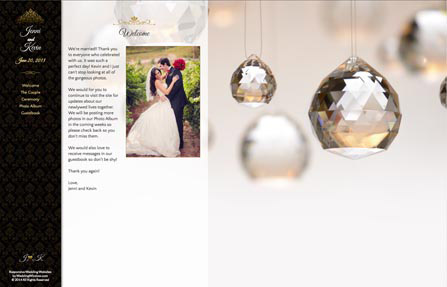 Jenni
and
Kevin
June 20, 2014
Welcome
The Couple
Ceremony
Photo Album
Guestbook
J K
Responsive Wedding Websites
by WeddingWindow.com
© 2014 All Rights Reserved
Welcome
We're married!! Thank you
to everyone who celebrated
with us. It was such a
perfect day! Kevin and I just
can't stop looking at all of
the gorgeous photos.
We would for you to
continue to visit the site for
updates about our
newlywed lives together.
We will be posting more
photos in our Photo Album
in the coming weeks so
please check back so you
don't miss them.
We would also love to
receive messages in our
guestbook so don't be shy!
Thank you again!
Love,
Jenni and Kevin